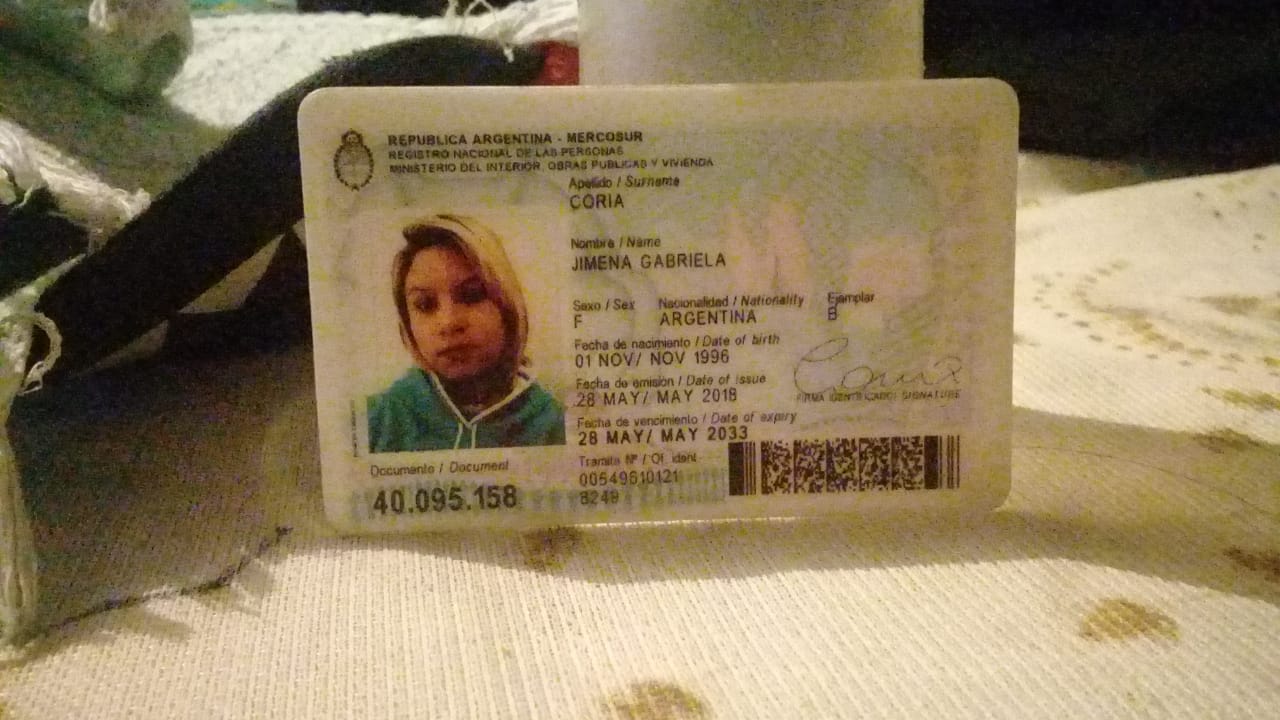 REPUBLICA ARGENTINA - MERCOSUR
REGISTRO NACIONAL DE LAS PERSONAS
MINISTERIO DEL INTERIOR, OBRAS PUBLICAS Y VIVIENDA
Apellido / Surname
CORIA
Nombre / Name
JIMENA GABRIELA
Sexo / Sex Nacionalidad / Nationality Ejemplar
F ARGENTINA B
Fecha de nacimiento / Date of birth
01 NOV/ NOV 1996
Fecha de emisión / Date of issue
28 MAY/ MAY 2018
FIRMA IDENTIFICADO / SIGNATURE
Fecha de vencimiento / Date of expiry
28 MAY/ MAY 2033
Documento / Document
40.095.158
Tramite Nº / Of. ident.
00549610121
8249